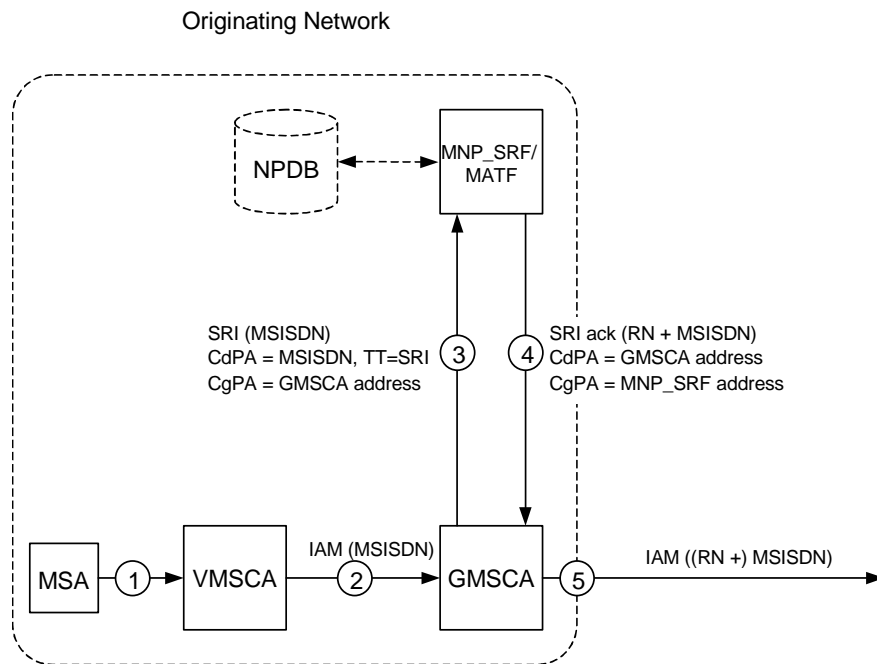 Originating Network
NPDB
MNP_SRF/
MATF
SRI (MSISDN)
CdPA = MSISDN, TT=SRI
CgPA = GMSCA address
3
4
SRI ack (RN + MSISDN)
CdPA = GMSCA address
CgPA = MNP_SRF address
MSA
1
VMSCA
IAM (MSISDN)
2
GMSCA
5
IAM ((RN +) MSISDN)